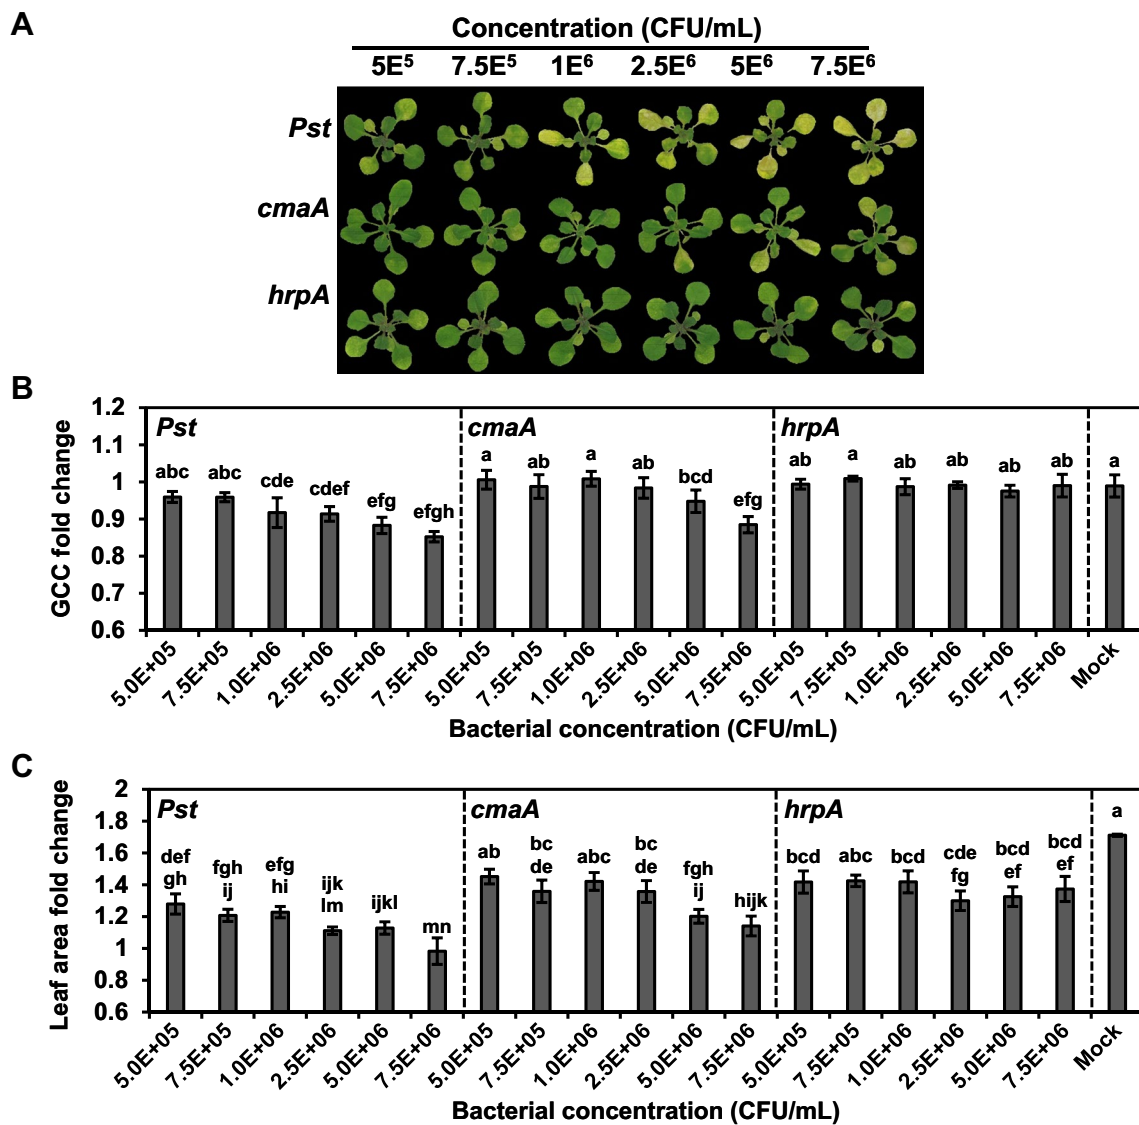 A
Concentration (CFU/mL)
5E⁵ 7.5E⁵ 1E⁶ 2.5E⁶ 5E⁶ 7.5E⁶
Pst
cmaA
hrpA
B
GCC fold change
1.2
1.1
1
0.9
0.8
0.7
0.6
Pst
cmaA
hrpA
abc abc cde cdef efg efgh a ab a ab bcd efg ab a ab ab ab ab a
5.0E+05 7.5E+05 1.0E+06 2.5E+06 5.0E+06 7.5E+06 5.0E+05 7.5E+05 1.0E+06 2.5E+06 5.0E+06 7.5E+06 5.0E+05 7.5E+05 1.0E+06 2.5E+06 5.0E+06 7.5E+06 Mock
Bacterial concentration (CFU/mL)
C
Leaf area fold change
2
1.8
1.6
1.4
1.2
1
0.8
0.6
Pst
cmaA
hrpA
def
gh
fgh
ij
efg
hi
ijk
lm
ijkl
mn
ab
bc
de
abc
bc
de
fgh
ij
hijk
bcd
abc
bcd
cde
fg
bcd
ef
bcd
ef
a
5.0E+05 7.5E+05 1.0E+06 2.5E+06 5.0E+06 7.5E+06 5.0E+05 7.5E+05 1.0E+06 2.5E+06 5.0E+06 7.5E+06 5.0E+05 7.5E+05 1.0E+06 2.5E+06 5.0E+06 7.5E+06 Mock
Bacterial concentration (CFU/mL)